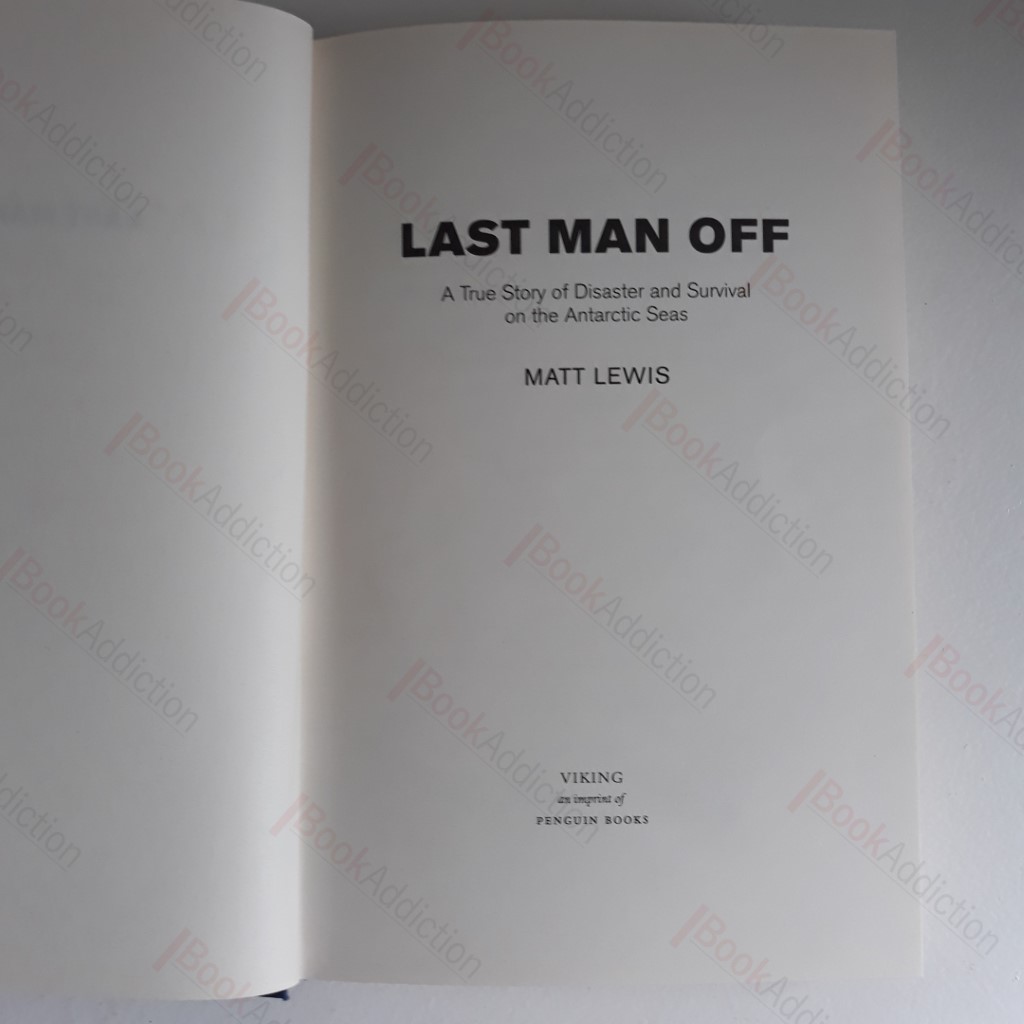 LAST MAN OFF
A True Story of Disaster and Survival
on the Antarctic Seas
MATT LEWIS
VIKING
an imprint of
PENGUIN BOOKS
BookAddiction